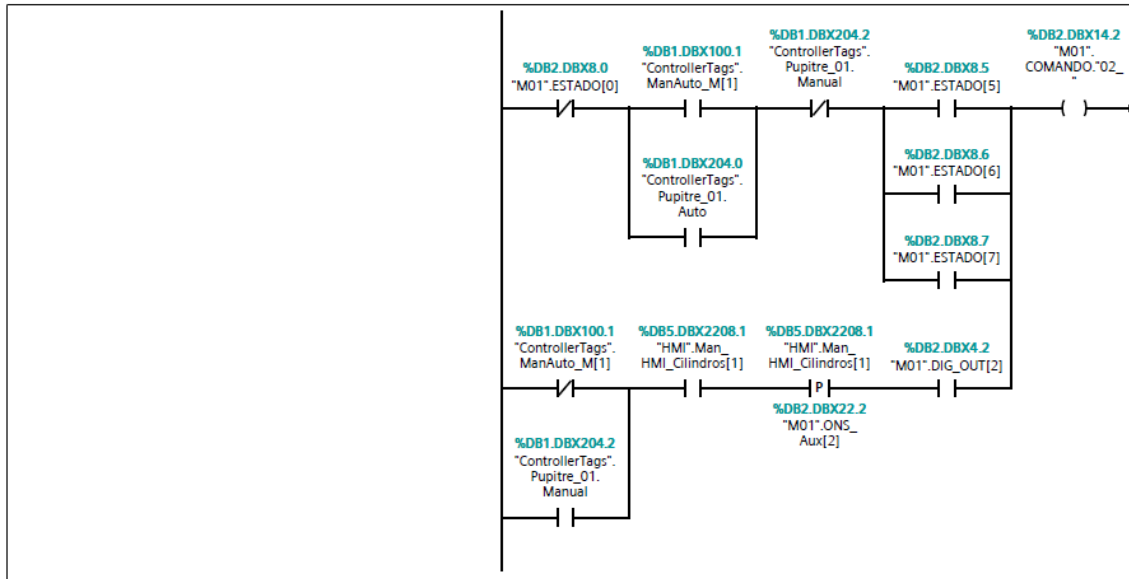 %DB2.DBX8.0
"M01".ESTADO[0]
%DB1.DBX100.1
"ControllerTags".
ManAuto_M[1]
%DB1.DBX204.2
"ControllerTags".
Pupitre_01.
Manual
%DB2.DBX8.5
"M01".ESTADO[5]
%DB2.DBX14.2
"M01".
COMANDO."02_
"
%DB1.DBX204.0
"ControllerTags".
Pupitre_01.
Auto
%DB2.DBX8.6
"M01".ESTADO[6]
%DB2.DBX8.7
"M01".ESTADO[7]
%DB1.DBX100.1
"ControllerTags".
ManAuto_M[1]
%DB5.DBX2208.1
"HMI".Man_
HMI_Cilindros[1]
%DB5.DBX2208.1
"HMI".Man_
HMI_Cilindros[1]
P
%DB2.DBX22.2
"M01".ONS_
Aux[2]
%DB2.DBX4.2
"M01".DIG_OUT[2]
%DB1.DBX204.2
"ControllerTags".
Pupitre_01.
Manual